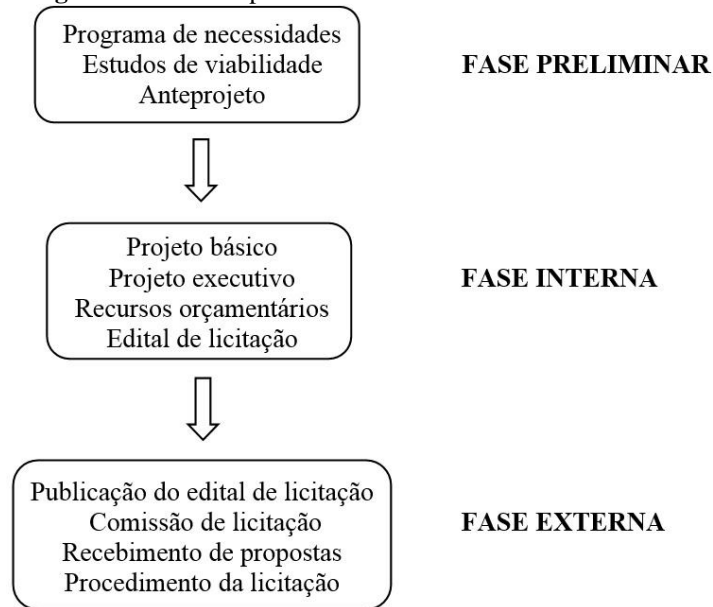 Programa de necessidades
Estudos de viabilidade
Anteprojeto
FASE PRELIMINAR
Projeto básico
Projeto executivo
Recursos orçamentários
Edital de licitação
FASE INTERNA
Publicação do edital de licitação
Comissão de licitação
Recebimento de propostas
Procedimento da licitação
FASE EXTERNA